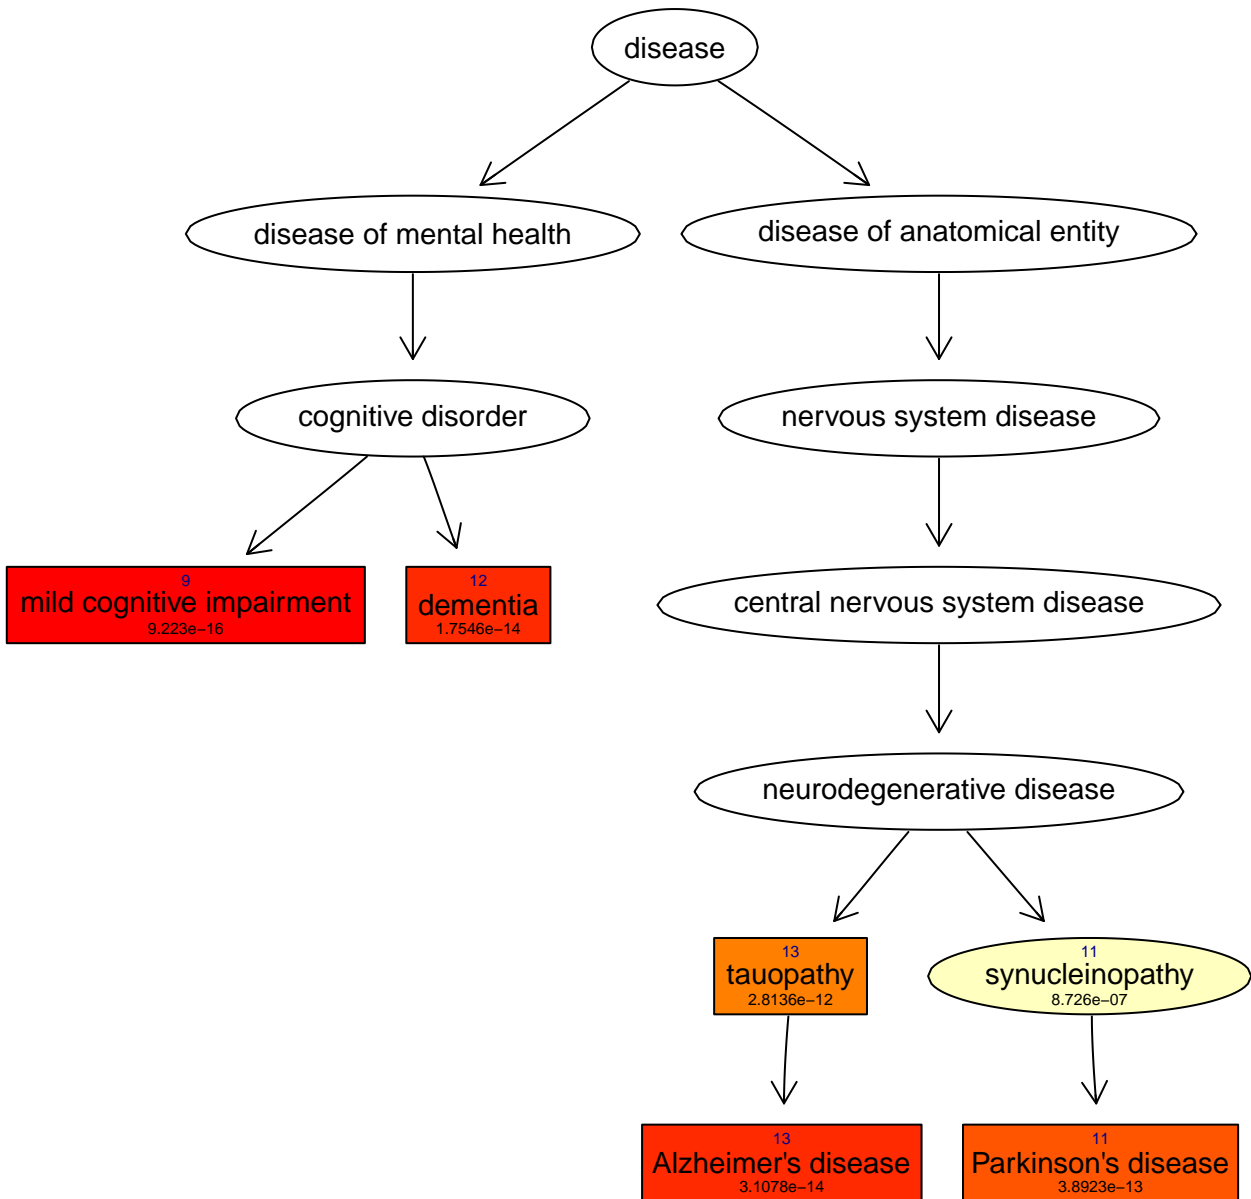 disease
disease of mental health
disease of anatomical entity
cognitive disorder
nervous system disease
9
mild cognitive impairment
9.223e−16
12
dementia
1.7546e−14
central nervous system disease
neurodegenerative disease
13
tauopathy
2.8136e−12
11
synucleinopathy
8.726e−07
13
Alzheimer's disease
3.1078e−14
11
Parkinson's disease
3.8923e−13